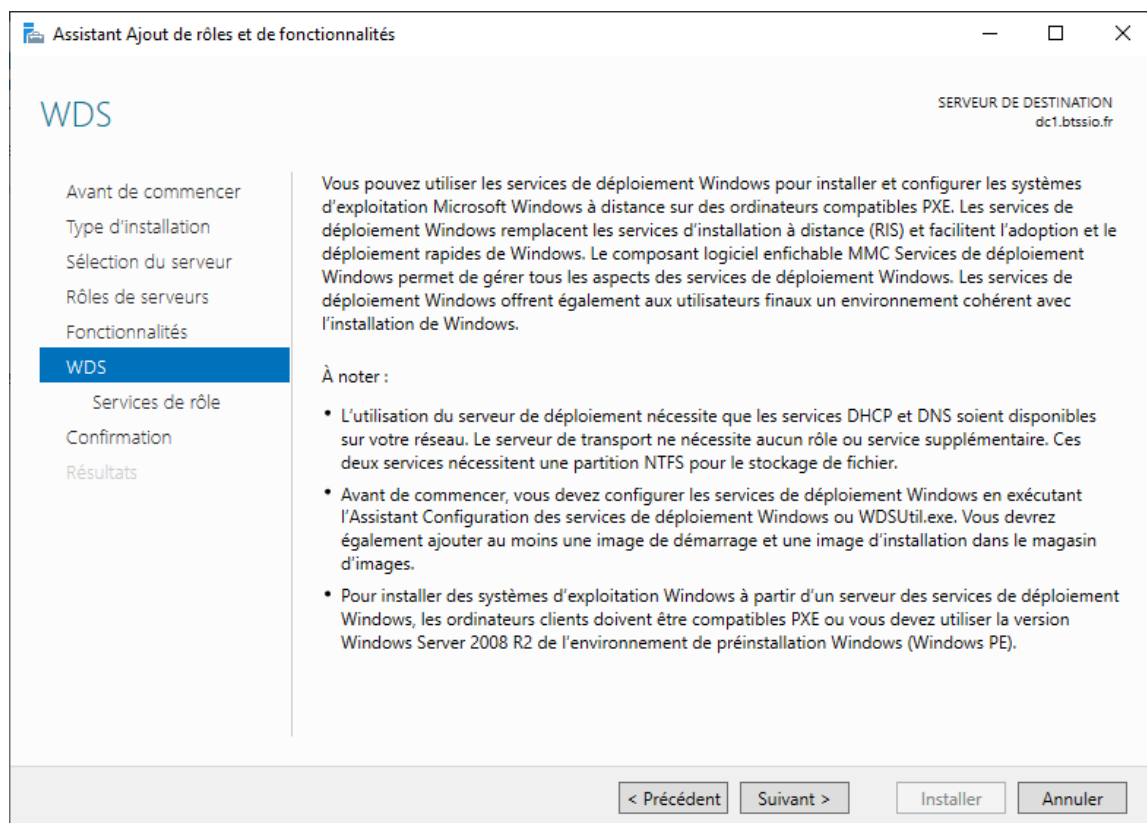 Assistant Ajout de rôles et de fonctionnalités
WDS
SERVEUR DE DESTINATION
dc1.btssio.fr
Avant de commencer
Type d'installation
Sélection du serveur
Rôles de serveurs
Fonctionnalités
WDS
Services de rôle
Confirmation
Résultats
Vous pouvez utiliser les services de déploiement Windows pour installer et configurer les systèmes
d'exploitation Microsoft Windows à distance sur des ordinateurs compatibles PXE. Les services de
déploiement Windows remplacent les services d'installation à distance (RIS) et facilitent l'adoption et le
déploiement rapides de Windows. Le composant logiciel enfichable MMC Services de déploiement
Windows permet de gérer tous les aspects des services de déploiement Windows. Les services de
déploiement Windows offrent également aux utilisateurs finaux un environnement cohérent avec
l'installation de Windows.
À noter :
• L'utilisation du serveur de déploiement nécessite que les services DHCP et DNS soient disponibles
sur votre réseau. Le serveur de transport ne nécessite aucun rôle ou service supplémentaire. Ces
deux services nécessitent une partition NTFS pour le stockage de fichier.
• Avant de commencer, vous devez configurer les services de déploiement Windows en exécutant
l'Assistant Configuration des services de déploiement Windows ou WDSUtil.exe. Vous devrez
également ajouter au moins une image de démarrage et une image d'installation dans le magasin
d'images.
• Pour installer des systèmes d'exploitation Windows à partir d'un serveur des services de déploiement
Windows, les ordinateurs clients doivent être compatibles PXE ou vous devez utiliser la version
Windows Server 2008 R2 de l'environnement de préinstallation Windows (Windows PE).
< Précédent
Suivant >
Installer
Annuler